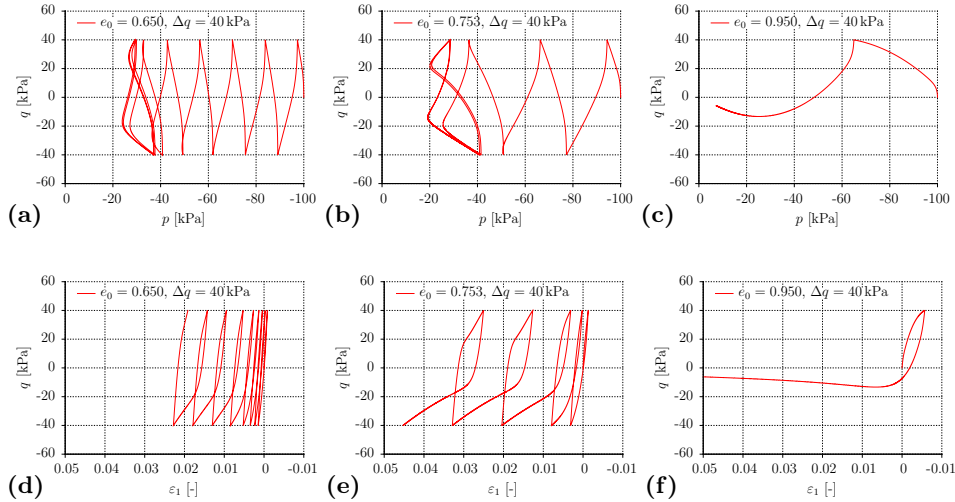 e₀ = 0.650, Δq = 40 kPa
60
40
20
0
-20
-40
-60
q [kPa]
0 -20 -40 -60 -80 -100
p [kPa]
(a)
e₀ = 0.753, Δq = 40 kPa
60
40
20
0
-20
-40
-60
q [kPa]
0 -20 -40 -60 -80 -100
p [kPa]
(b)
e₀ = 0.950, Δq = 40 kPa
60
40
20
0
-20
-40
-60
q [kPa]
0 -20 -40 -60 -80 -100
p [kPa]
(c)
e₀ = 0.650, Δq = 40 kPa
60
40
20
0
-20
-40
-60
q [kPa]
0.05 0.04 0.03 0.02 0.01 0 -0.01
ε₁ [-]
(d)
e₀ = 0.753, Δq = 40 kPa
60
40
20
0
-20
-40
-60
q [kPa]
0.05 0.04 0.03 0.02 0.01 0 -0.01
ε₁ [-]
(e)
e₀ = 0.950, Δq = 40 kPa
60
40
20
0
-20
-40
-60
q [kPa]
0.05 0.04 0.03 0.02 0.01 0 -0.01
ε₁ [-]
(f)